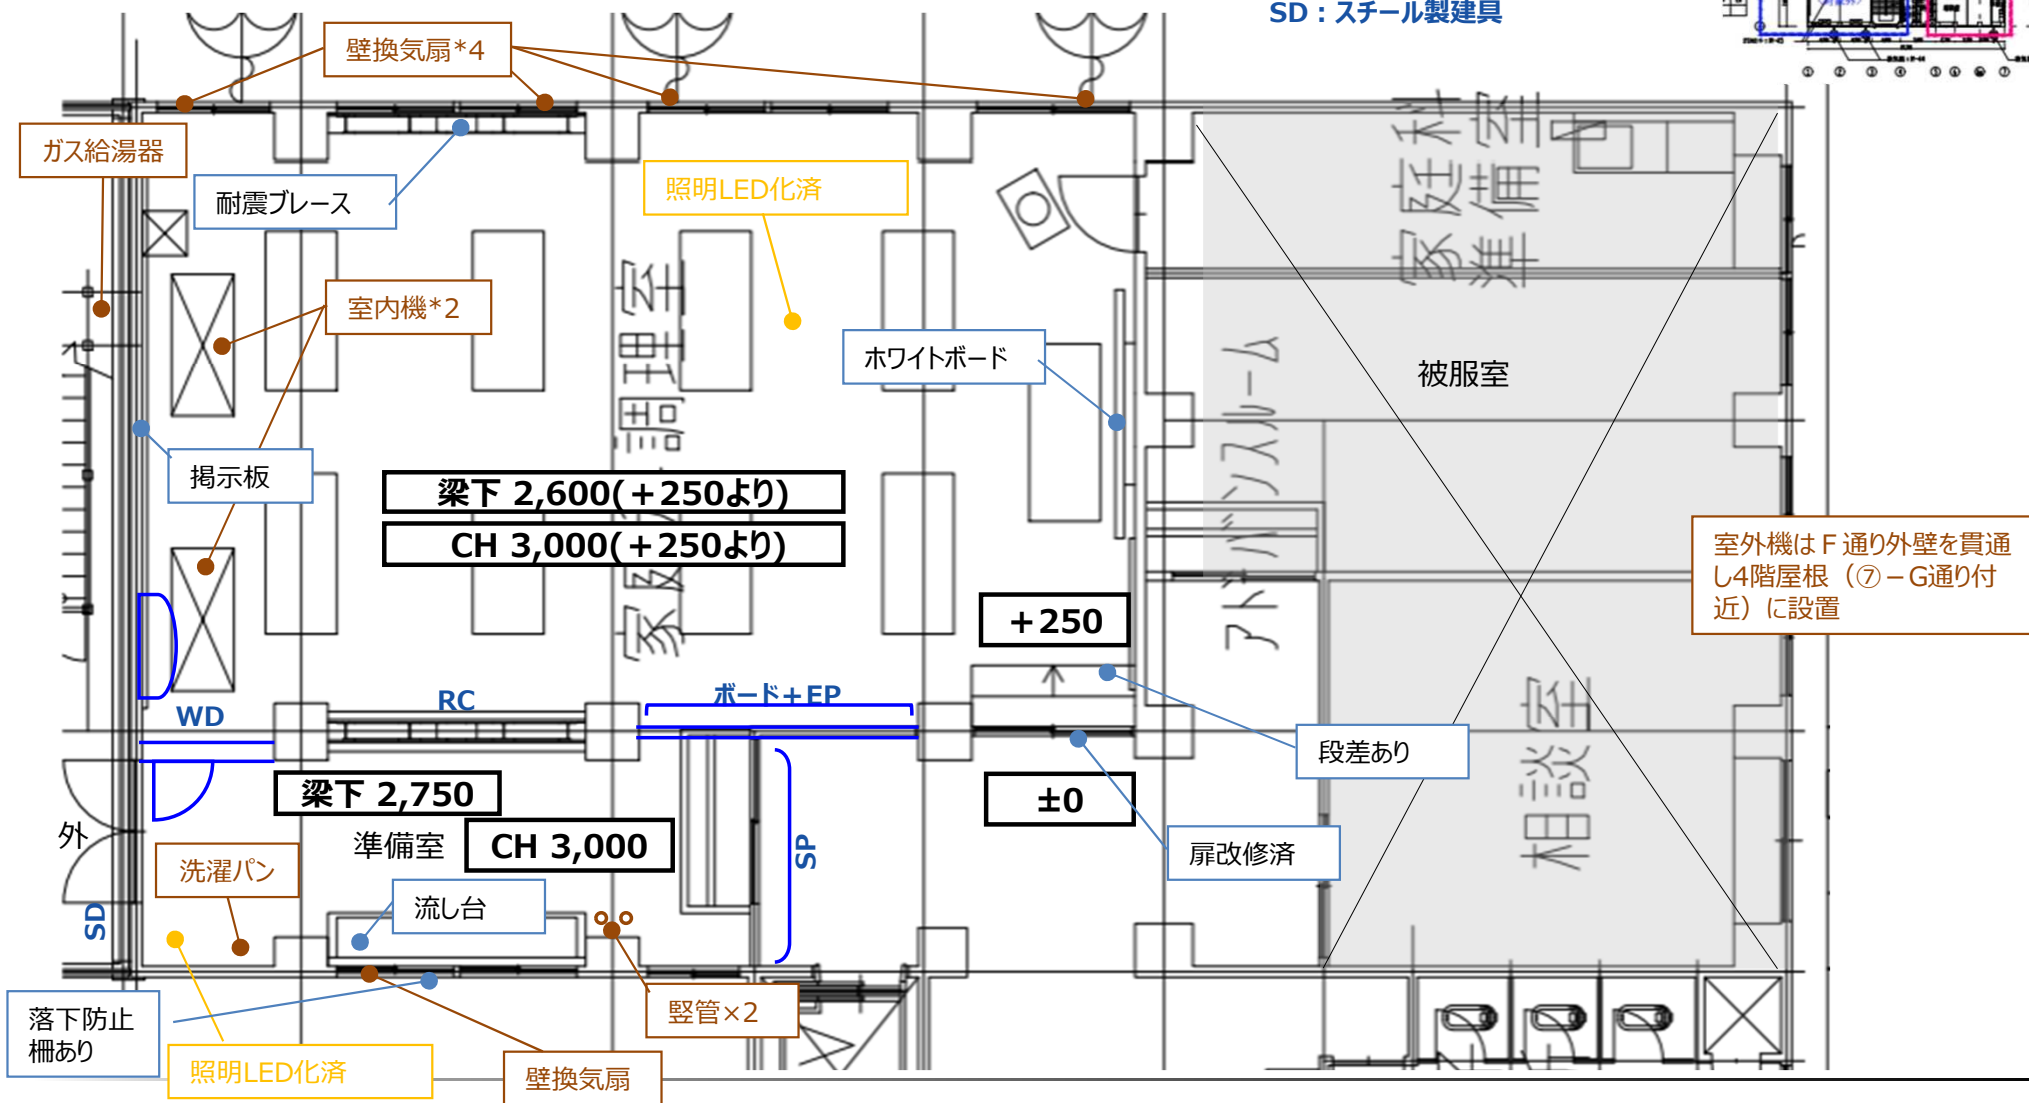 SD：スチール製建具
壁換気扇*4
ガス給湯器
耐震ブレース
照明LED化済
家庭科
準備室
室内機*2
ホワイトボード
被服室
アドバンスルーム
掲示板
梁下 2,600(+250より)
CH 3,000(+250より)
室外機はF通り外壁を貫通
し4階屋根（⑦－G通り付
近）に設置
+250
WD
RC
ボード+EP
段差あり
相談室
梁下 2,750
±0
外
準備室
CH 3,000
SP
扉改修済
洗濯パン
流し台
SD
落下防止
柵あり
竪管×2
照明LED化済
壁換気扇